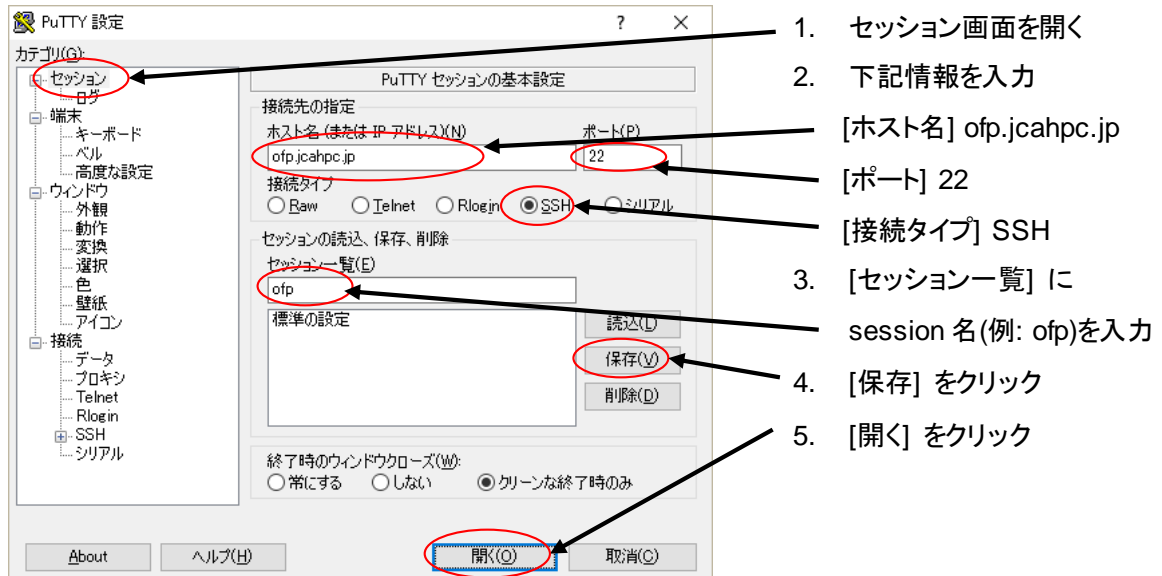 PuTTY 設定
? ×
カテゴリ(G):
セッション
ログ
端末
キーボード
ベル
高度な設定
ウィンドウ
外観
動作
変換
選択
色
壁紙
アイコン
接続
データ
プロキシ
Telnet
Rlogin
SSH
シリアル
PuTTY セッションの基本設定
接続先の指定
ホスト名 (または IP アドレス)(N) ポート(P)
ofp.jcahpc.jp 22
接続タイプ
Raw Telnet Rlogin SSH シリアル
セッションの読込、保存、削除
セッション一覧(E)
ofp
標準の設定
読込(L)
保存(V)
削除(D)
終了時のウィンドウクローズ(W):
常にする しない クリーンな終了時のみ
About ヘルプ(H) 開く(O) 取消(C)
1. セッション画面を開く
2. 下記情報を入力
[ホスト名] ofp.jcahpc.jp
[ポート] 22
[接続タイプ] SSH
3. [セッション一覧] に
session 名(例: ofp)を入力
4. [保存] をクリック
5. [開く] をクリック